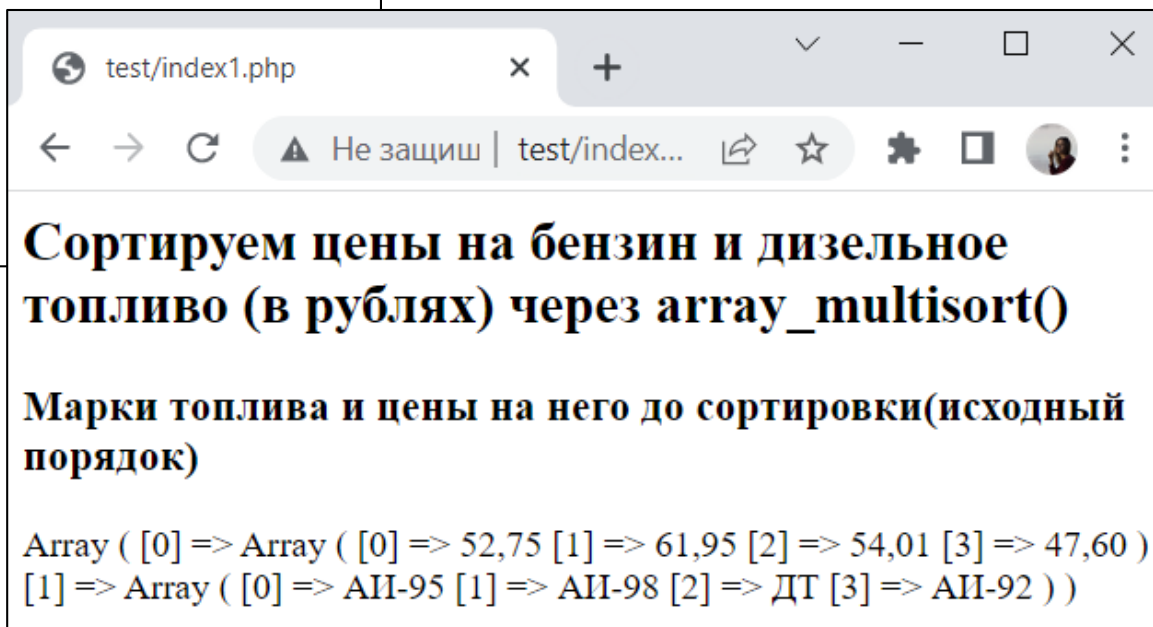 test/index1.php
Не защиш | test/index...
Сортируем цены на бензин и дизельное
топливо (в рублях) через array_multisort()
Марки топлива и цены на него до сортировки(исходный
порядок)
Array ( [0] => Array ( [0] => 52,75 [1] => 61,95 [2] => 54,01 [3] => 47,60 )
[1] => Array ( [0] => АИ-95 [1] => АИ-98 [2] => ДТ [3] => АИ-92 ) )